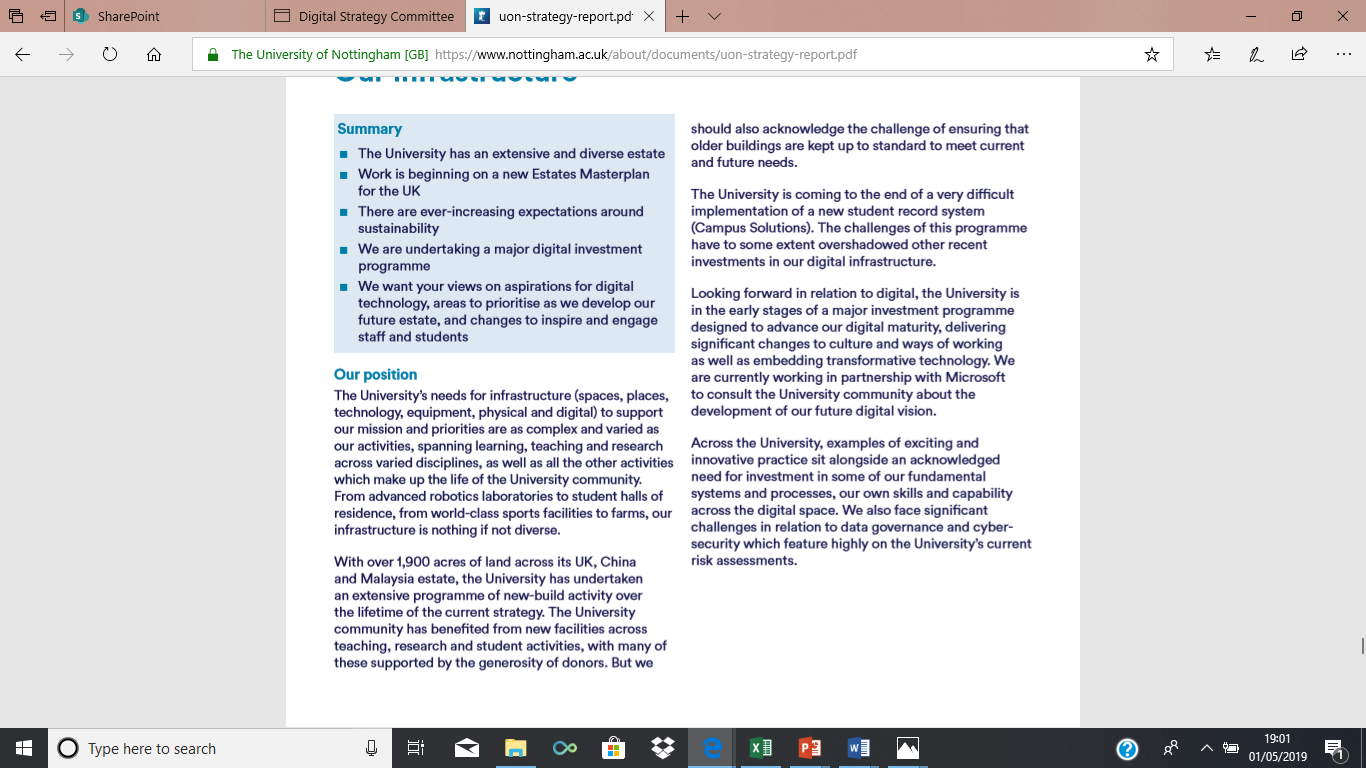 SharePoint
Digital Strategy Committee
uon-strategy-report.pdf
The University of Nottingham [GB] https://www.nottingham.ac.uk/about/documents/uon-strategy-report.pdf
Our infrastructure
Summary
The University has an extensive and diverse estate
Work is beginning on a new Estates Masterplan
for the UK
There are ever-increasing expectations around
sustainability
We are undertaking a major digital investment
programme
We want your views on aspirations for digital
technology, areas to prioritise as we develop our
future estate, and changes to inspire and engage
staff and students
Our position
The University's needs for infrastructure (spaces, places,
technology, equipment, physical and digital) to support
our mission and priorities are as complex and varied as
our activities, spanning learning, teaching and research
across varied disciplines, as well as all the other activities
which make up the life of the University community.
From advanced robotics laboratories to student halls of
residence, from world-class sports facilities to farms, our
infrastructure is nothing if not diverse.
With over 1,900 acres of land across its UK, China
and Malaysia estate, the University has undertaken
an extensive programme of new-build activity over
the lifetime of the current strategy. The University
community has benefited from new facilities across
teaching, research and student activities, with many of
these supported by the generosity of donors. But we
should also acknowledge the challenge of ensuring that
older buildings are kept up to standard to meet current
and future needs.
The University is coming to the end of a very difficult
implementation of a new student record system
(Campus Solutions). The challenges of this programme
have to some extent overshadowed other recent
investments in our digital infrastructure.
Looking forward in relation to digital, the University is
in the early stages of a major investment programme
designed to advance our digital maturity, delivering
significant changes to culture and ways of working
as well as embedding transformative technology. We
are currently working in partnership with Microsoft
to consult the University community about the
development of our future digital vision.
Across the University, examples of exciting and
innovative practice sit alongside an acknowledged
need for investment in some of our fundamental
systems and processes, our own skills and capability
across the digital space. We also face significant
challenges in relation to data governance and cyber-
security which feature highly on the University's current
risk assessments.
Type here to search
19:01
01/05/2019
1